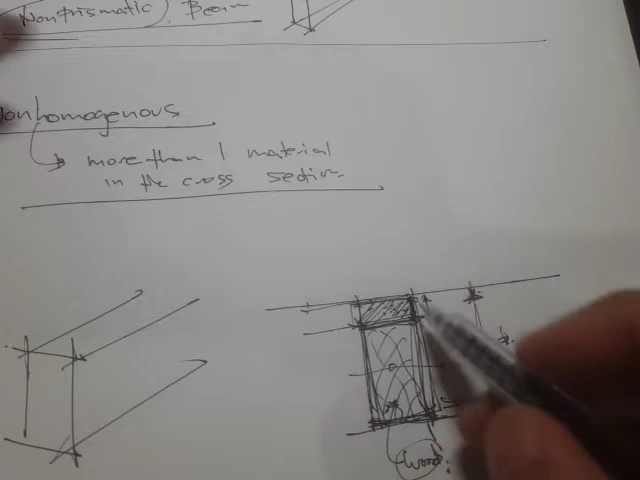 Nonprismatic). Beam
Nonhomogenous.
more than 1 material
in the cross section.
Wood.